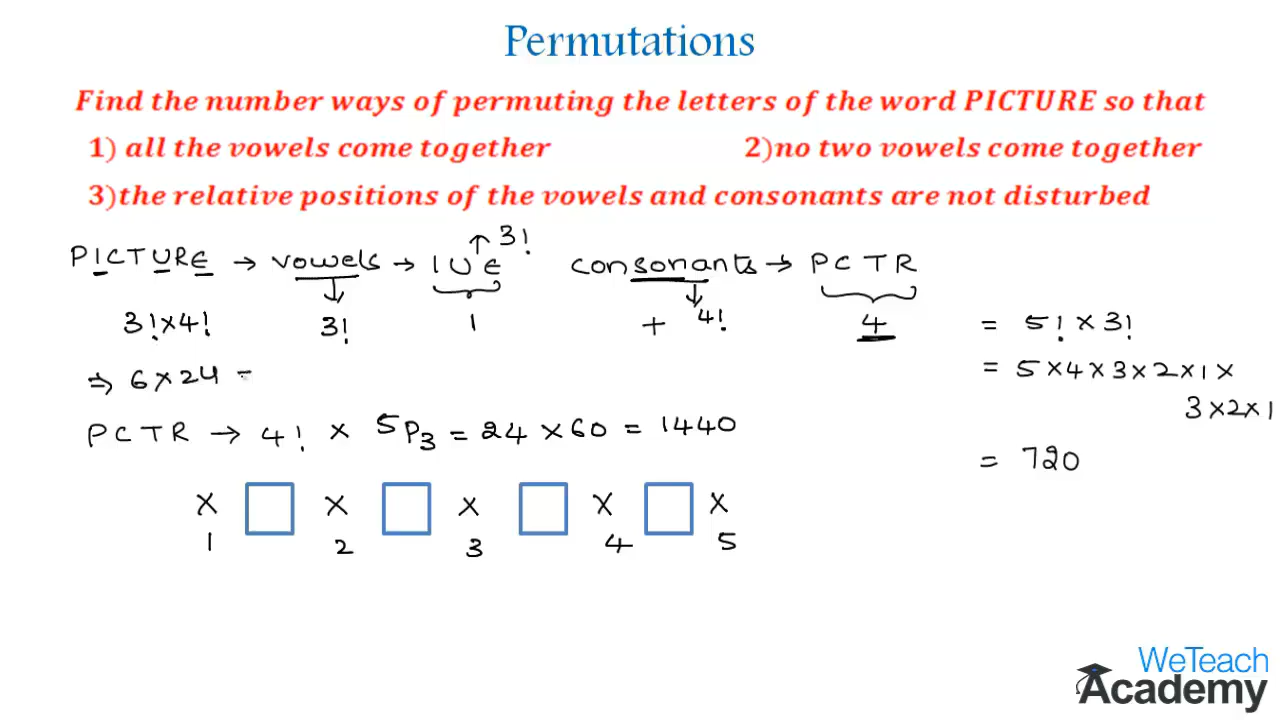 Permutations
Find the number ways of permuting the letters of the word PICTURE so that
1) all the vowels come together 2)no two vowels come together
3)the relative positions of the vowels and consonants are not disturbed
PICTURE → vowels → I U E ↑ 3! consonants → P C T R
3!×4! 3! 1 + 4! 4 = 5! × 3!
⇒ 6 × 24 = = 5×4×3×2×1×
3×2×1
P C T R → 4! × 5P3 = 24 × 60 = 1440
= 720
× □ × □ × □ × □ ×
1 2 3 4 5
WeTeach
Academy